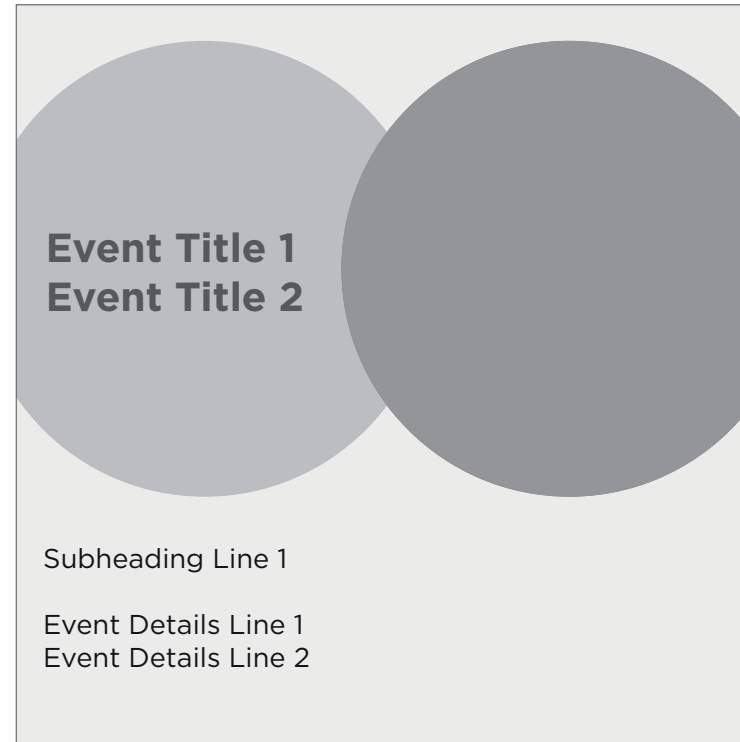 Event Title 1
Event Title 2
Subheading Line 1
Event Details Line 1
Event Details Line 2